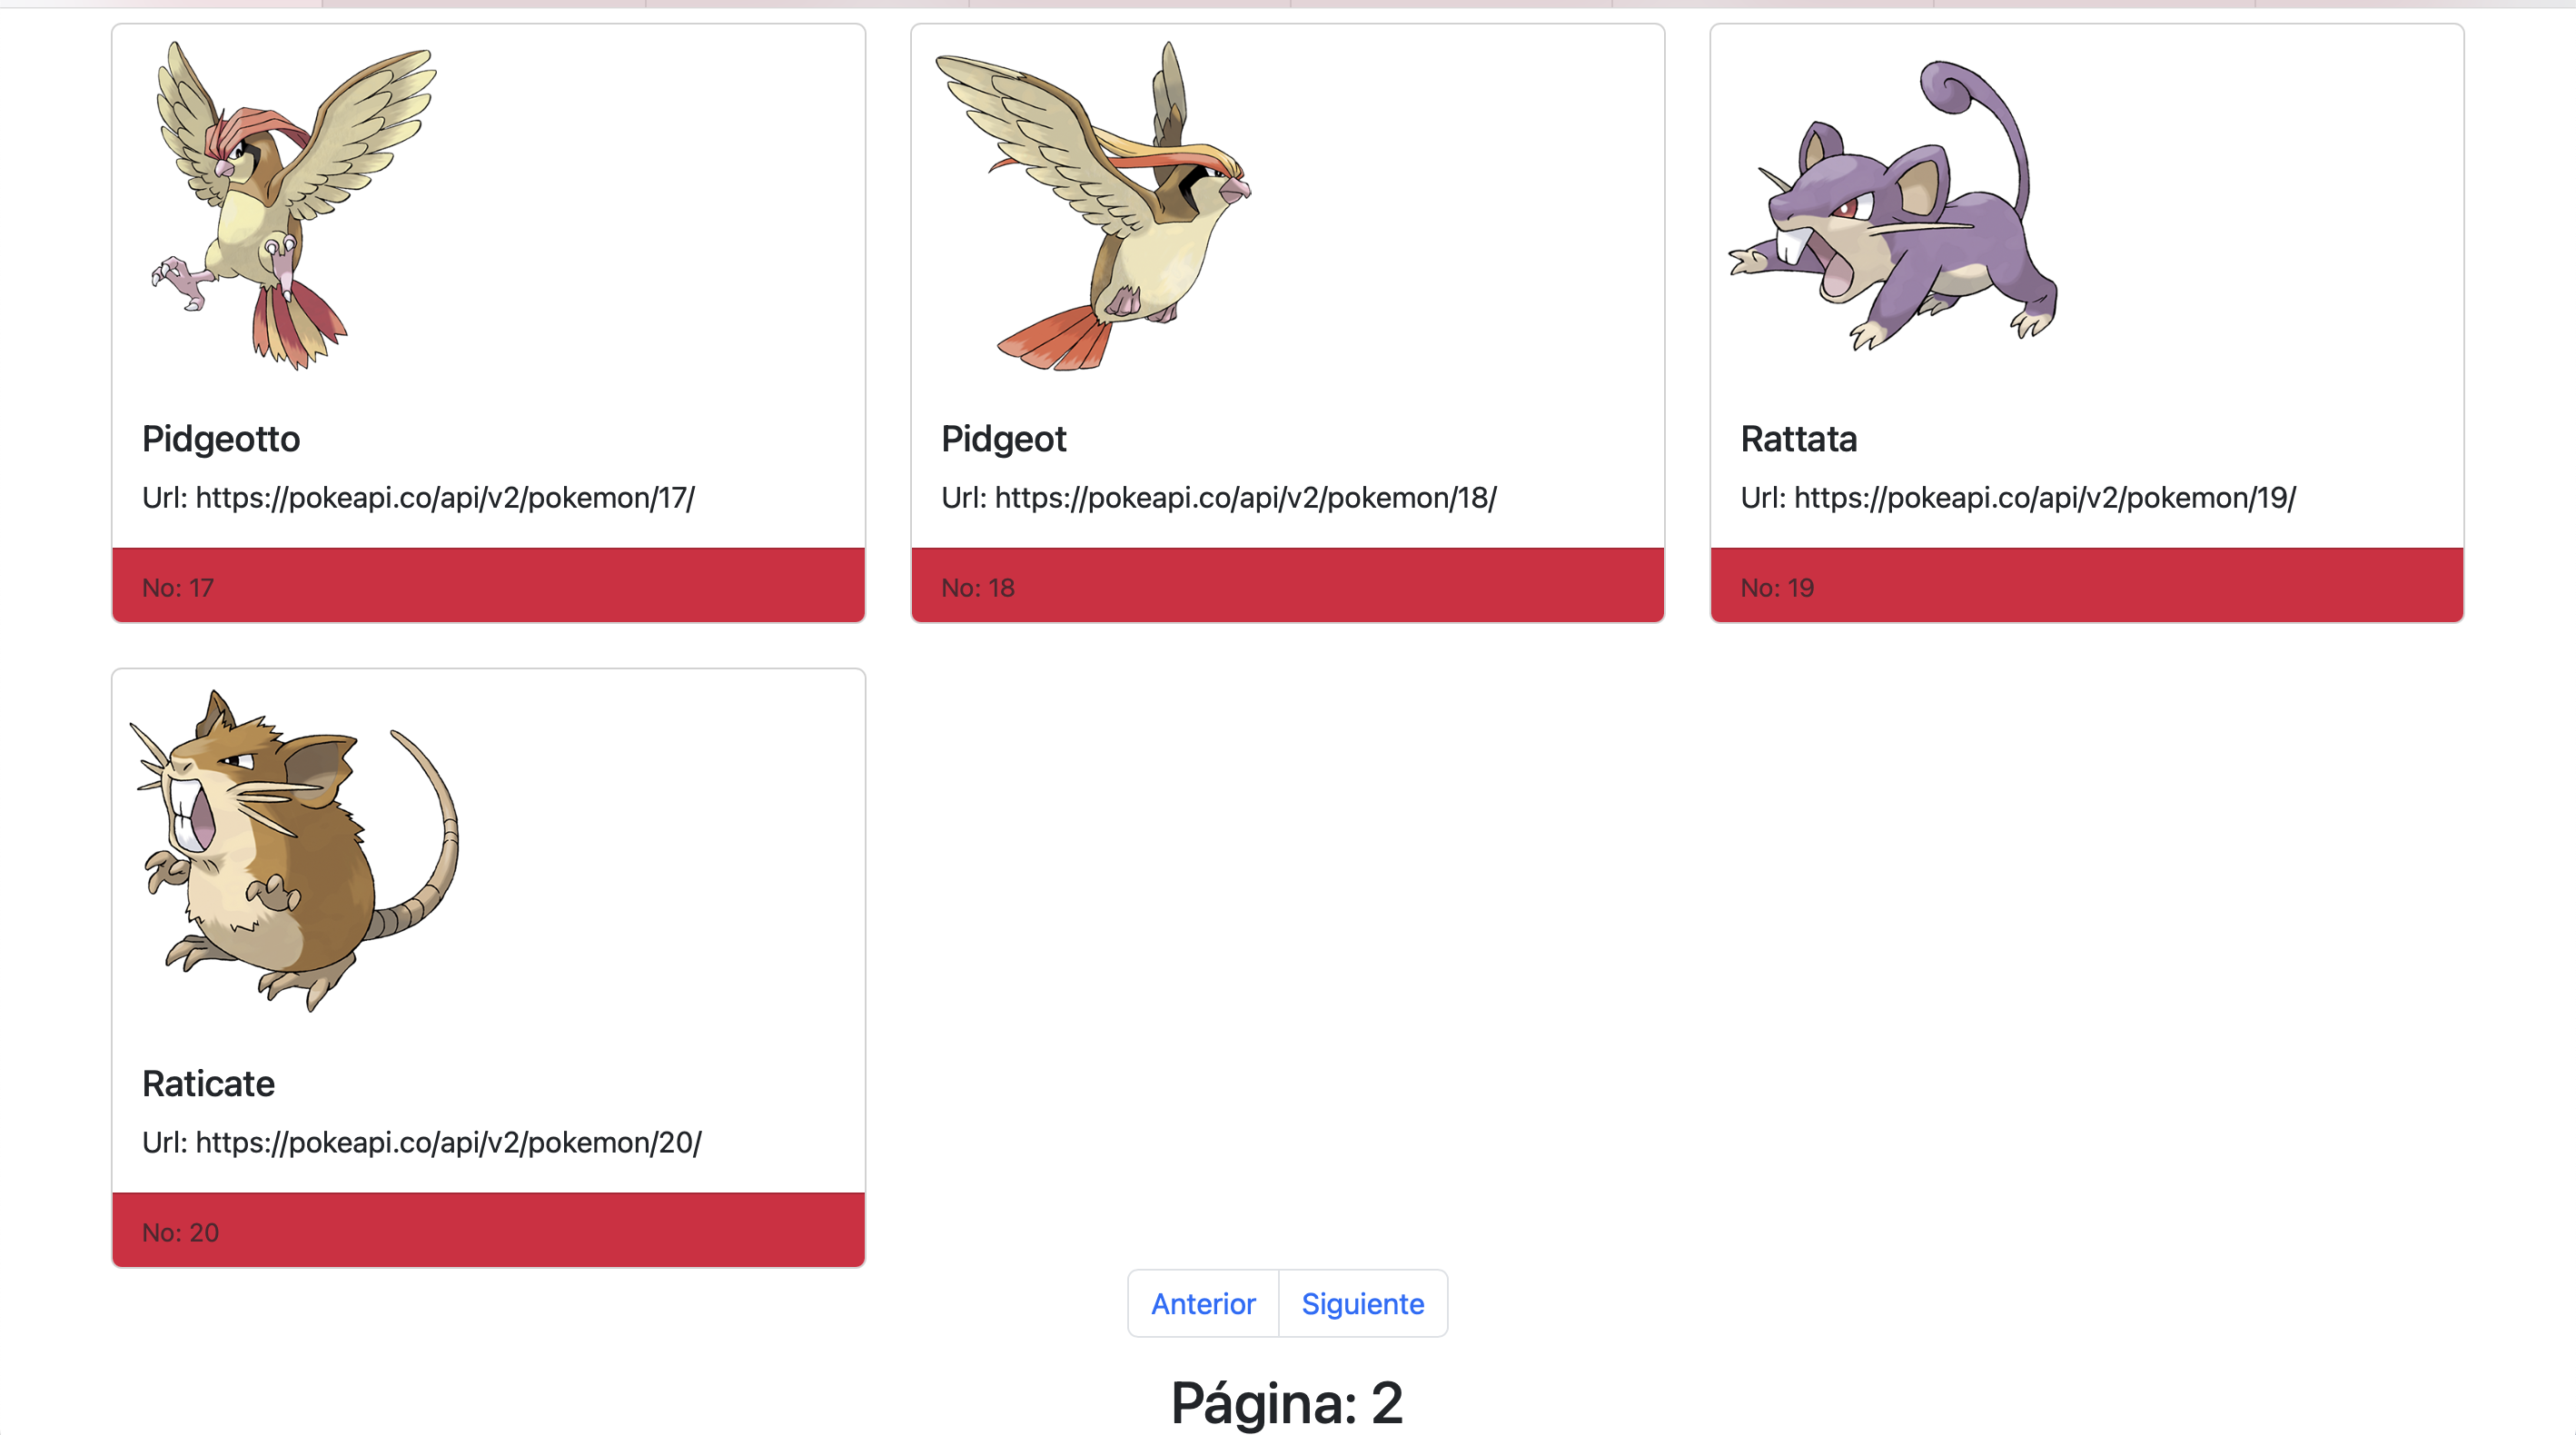 Pidgeotto
Url: https://pokeapi.co/api/v2/pokemon/17/
No: 17
Pidgeot
Url: https://pokeapi.co/api/v2/pokemon/18/
No: 18
Rattata
Url: https://pokeapi.co/api/v2/pokemon/19/
No: 19
Raticate
Url: https://pokeapi.co/api/v2/pokemon/20/
No: 20
Anterior
Siguiente
Página: 2